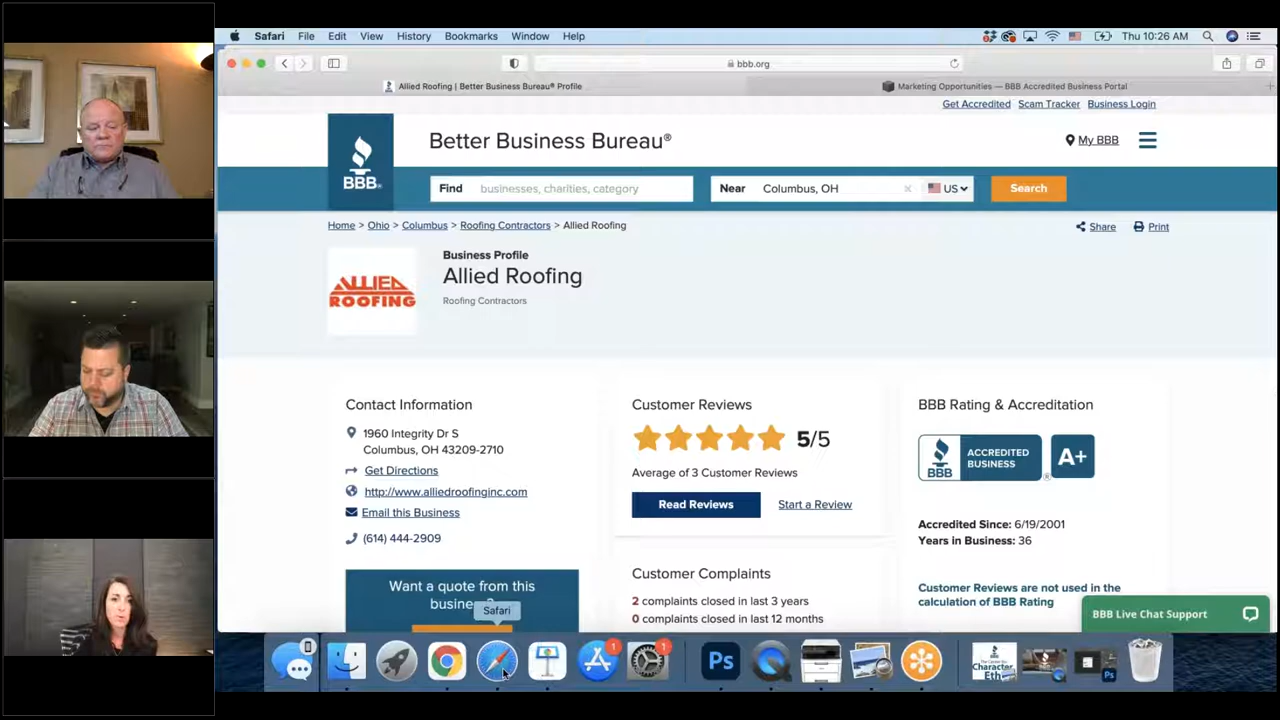 Safari File Edit View History Bookmarks Window Help
Thu 10:26 AM
bbb.org
Allied Roofing | Better Business Bureau® Profile
Marketing Opportunities — BBB Accredited Business Portal
Get Accredited Scam Tracker Business Login
BBB
Better Business Bureau®
My BBB
Find businesses, charities, category
Near Columbus, OH
US
Search
Home > Ohio > Columbus > Roofing Contractors > Allied Roofing
Share Print
ALLIED
ROOFING
Business Profile
Allied Roofing
Roofing Contractors
Contact Information
1960 Integrity Dr S
Columbus, OH 43209-2710
Get Directions
http://www.alliedroofinginc.com
Email this Business
(614) 444-2909
Want a quote from this
Customer Reviews
5/5
Average of 3 Customer Reviews
Read Reviews Start a Review
Customer Complaints
2 complaints closed in last 3 years
0 complaints closed in last 12 months
BBB Rating & Accreditation
BBB
ACCREDITED
BUSINESS
®
A+
Accredited Since: 6/19/2001
Years in Business: 36
Customer Reviews are not used in the
calculation of BBB Rating
BBB Live Chat Support
Safari
1
1
Ps
Character
Ps